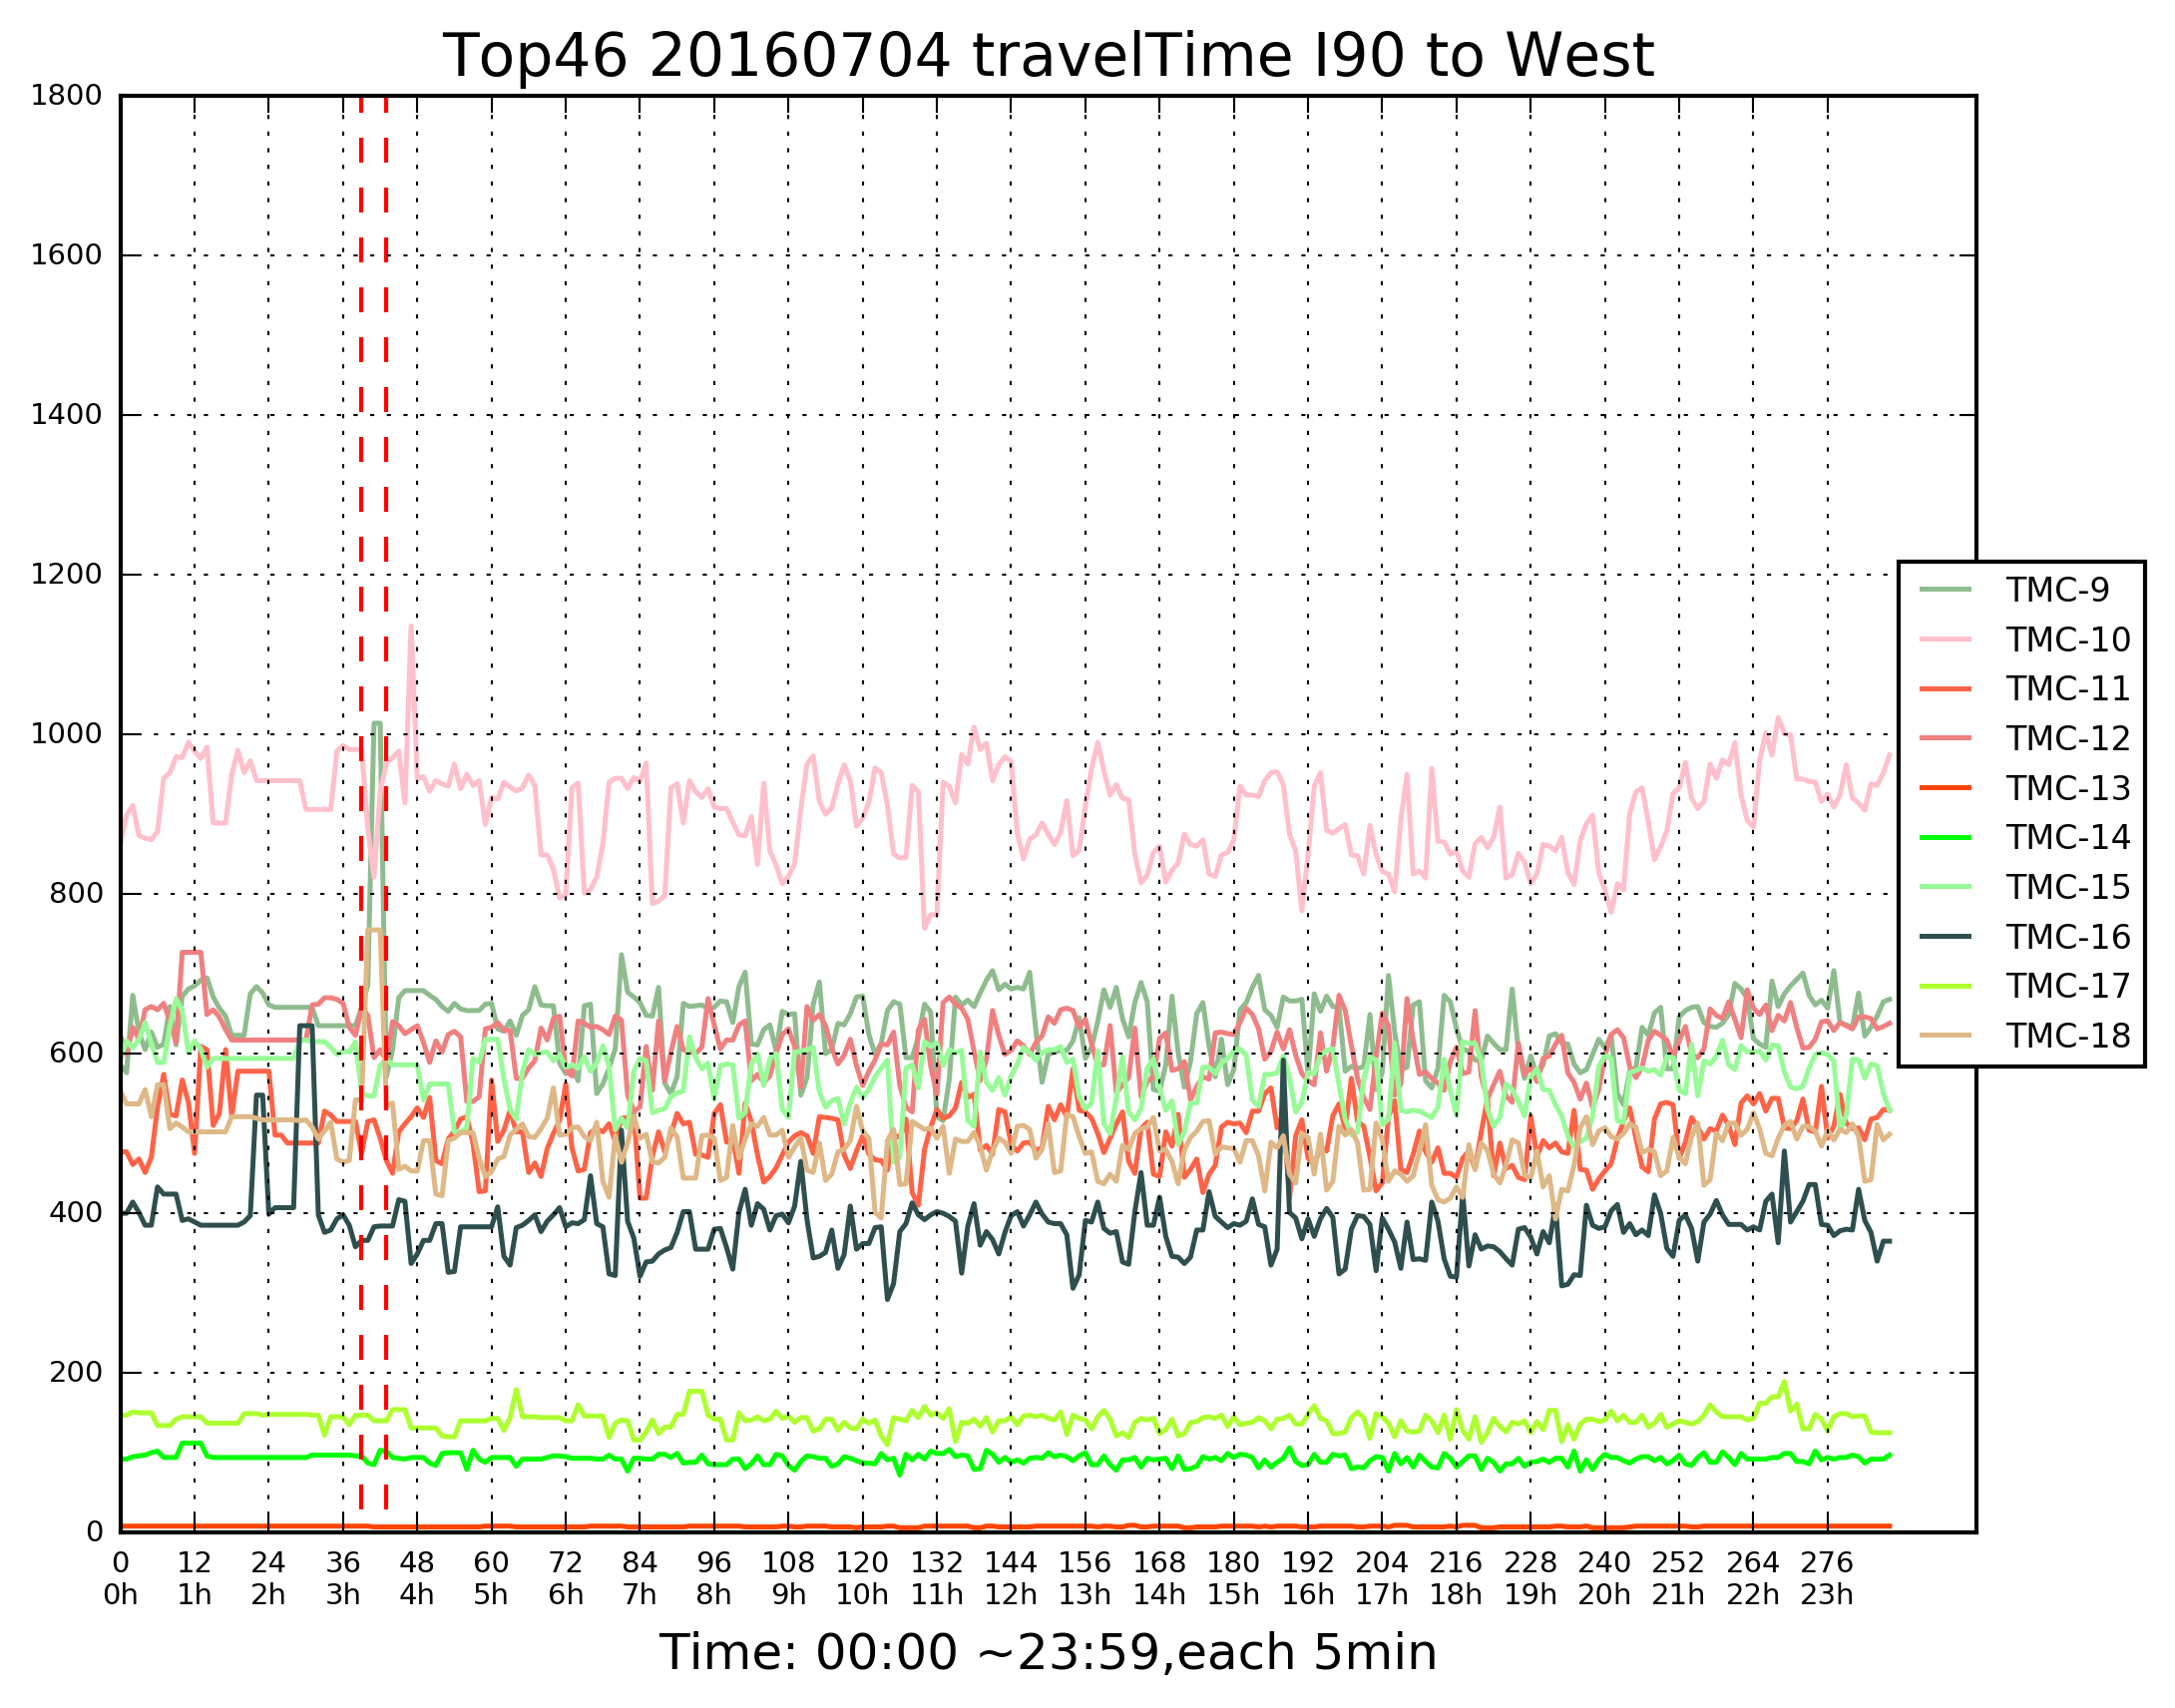 Top46 20160704 travelTime I90 to West
1800
1600
1400
1200
1000
800
600
400
200
0
TMC-9
TMC-10
TMC-11
TMC-12
TMC-13
TMC-14
TMC-15
TMC-16
TMC-17
TMC-18
0 12 24 36 48 60 72 84 96 108 120 132 144 156 168 180 192 204 216 228 240 252 264 276
0h 1h 2h 3h 4h 5h 6h 7h 8h 9h 10h 11h 12h 13h 14h 15h 16h 17h 18h 19h 20h 21h 22h 23h
Time: 00:00 ~23:59,each 5min